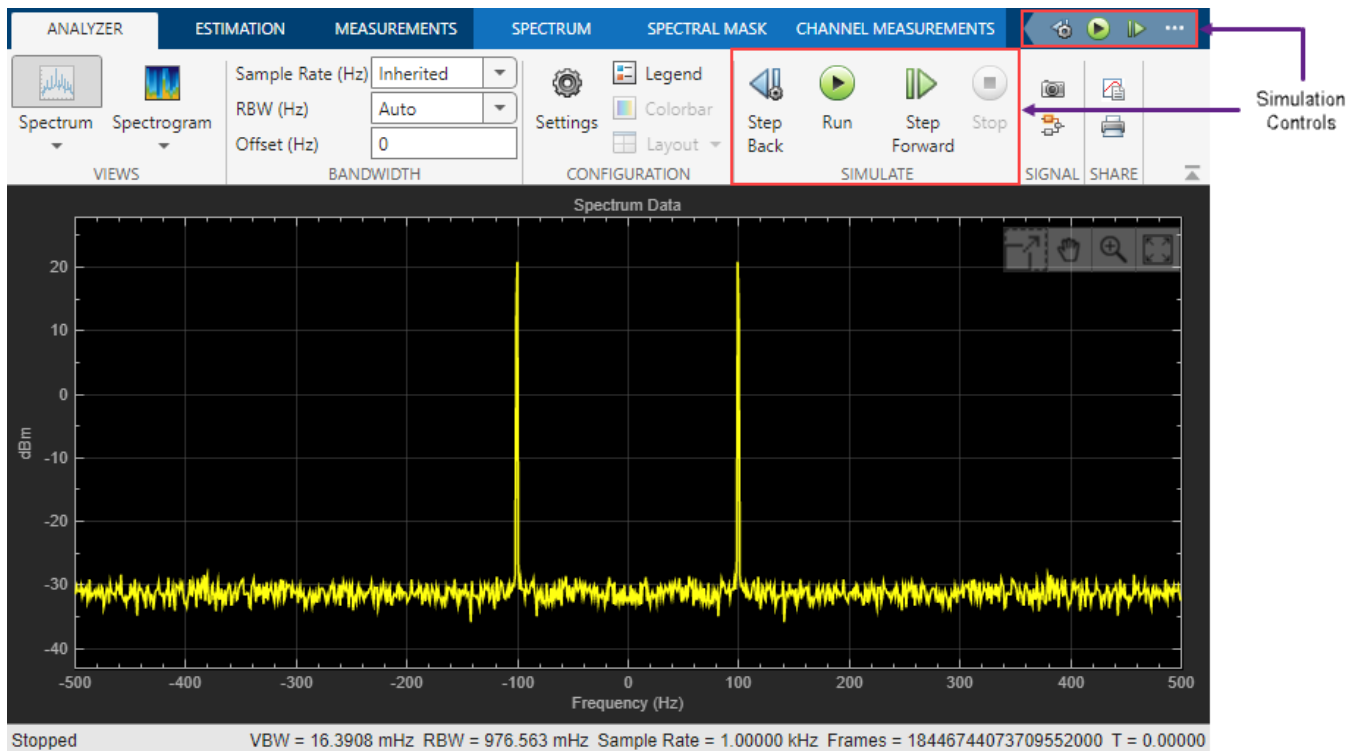 ANALYZER ESTIMATION MEASUREMENTS SPECTRUM SPECTRAL MASK CHANNEL MEASUREMENTS
Sample Rate (Hz) Inherited
RBW (Hz) Auto
Offset (Hz) 0
Spectrum Spectrogram
Settings
Legend
Colorbar
Layout
Step Back
Run
Step Forward
Stop
VIEWS BANDWIDTH CONFIGURATION SIMULATE SIGNAL SHARE
Simulation
Controls
Spectrum Data
20
10
0
-10
-20
-30
-40
dBm
-500 -400 -300 -200 -100 0 100 200 300 400 500
Frequency (Hz)
Stopped VBW = 16.3908 mHz RBW = 976.563 mHz Sample Rate = 1.00000 kHz Frames = 18446744073709552000 T = 0.00000